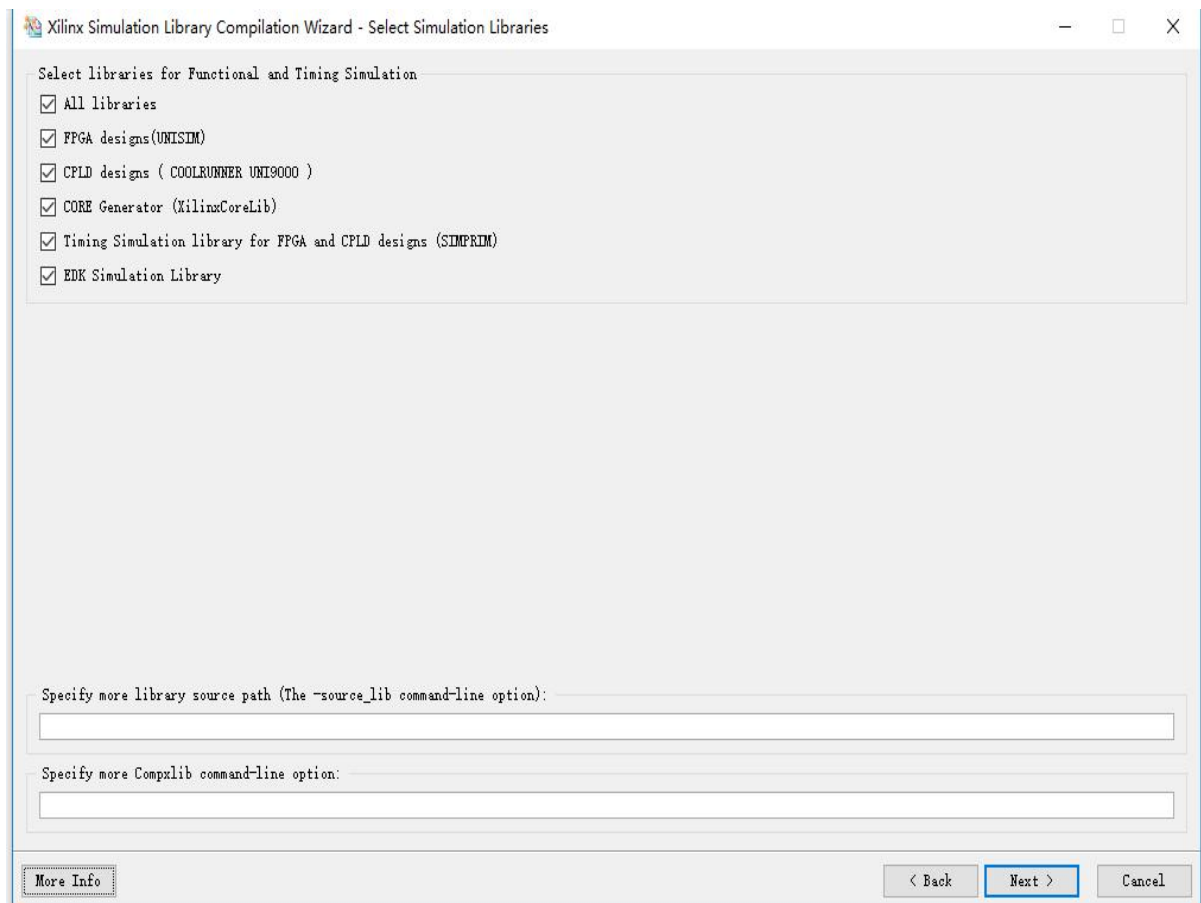 Xilinx Simulation Library Compilation Wizard - Select Simulation Libraries
Select libraries for Functional and Timing Simulation
All libraries
FPGA designs(UNISIM)
CPLD designs ( COOLRUNNER UNI9000 )
CORE Generator (XilinxCoreLib)
Timing Simulation library for FPGA and CPLD designs (SIMPRIM)
EDK Simulation Library
Specify more library source path (The -source_lib command-line option):
Specify more Compxlib command-line option:
More Info
< Back
Next >
Cancel